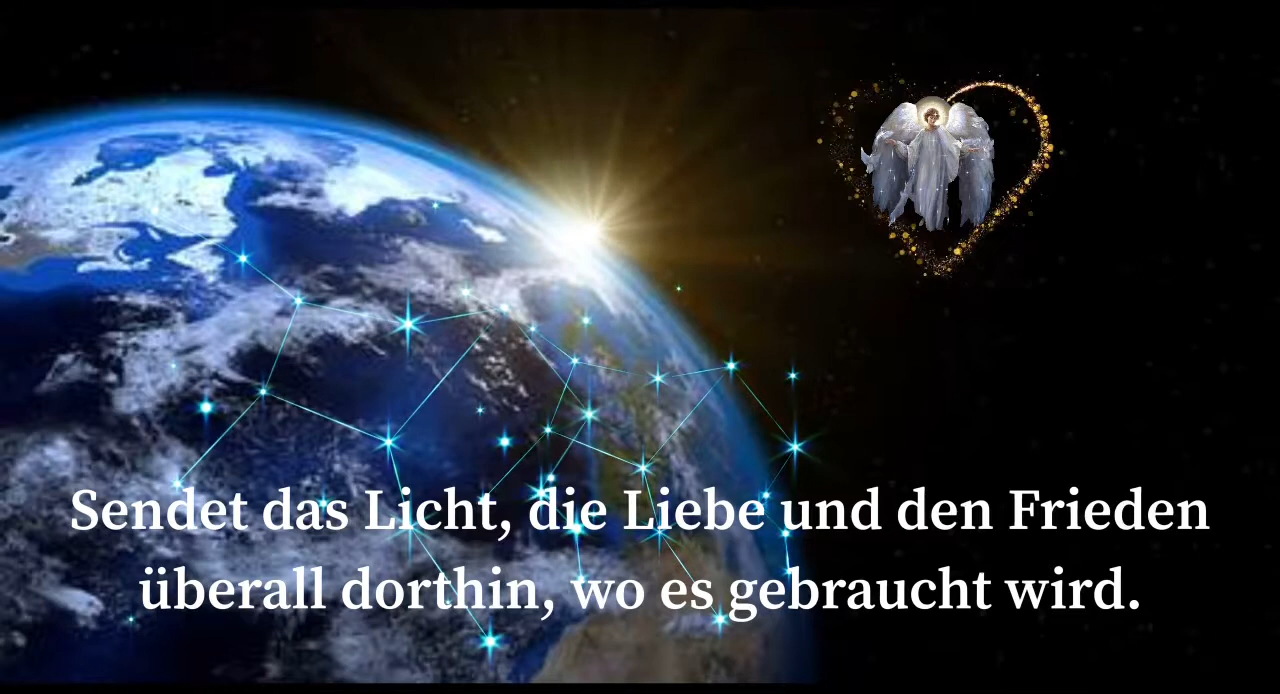 Sendet das Licht, die Liebe und den Frieden
überall dorthin, wo es gebraucht wird.